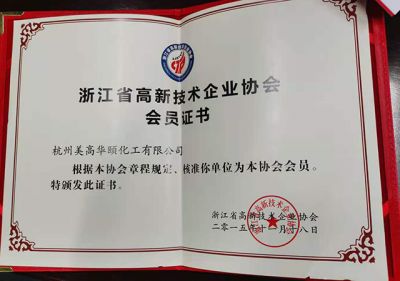 浙江省高新技术企业协会
会员证书
杭州美高华颐化工有限公司
根据本协会章程规定、核准你单位为本协会会员。
特颁发此证书。
浙江省高新技术企业协会
二〇一五年十一月十八日